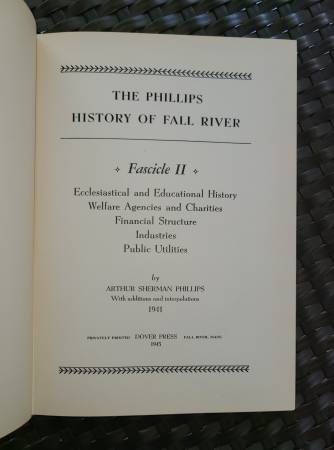 THE PHILLIPS
HISTORY OF FALL RIVER
Fascicle II
Ecclesiastical and Educational History
Welfare Agencies and Charities
Financial Structure
Industries
Public Utilities
by
ARTHUR SHERMAN PHILLIPS
With additions and interpolations
1941
PRIVATELY PRINTED DOVER PRESS FALL RIVER, MASS.
1945